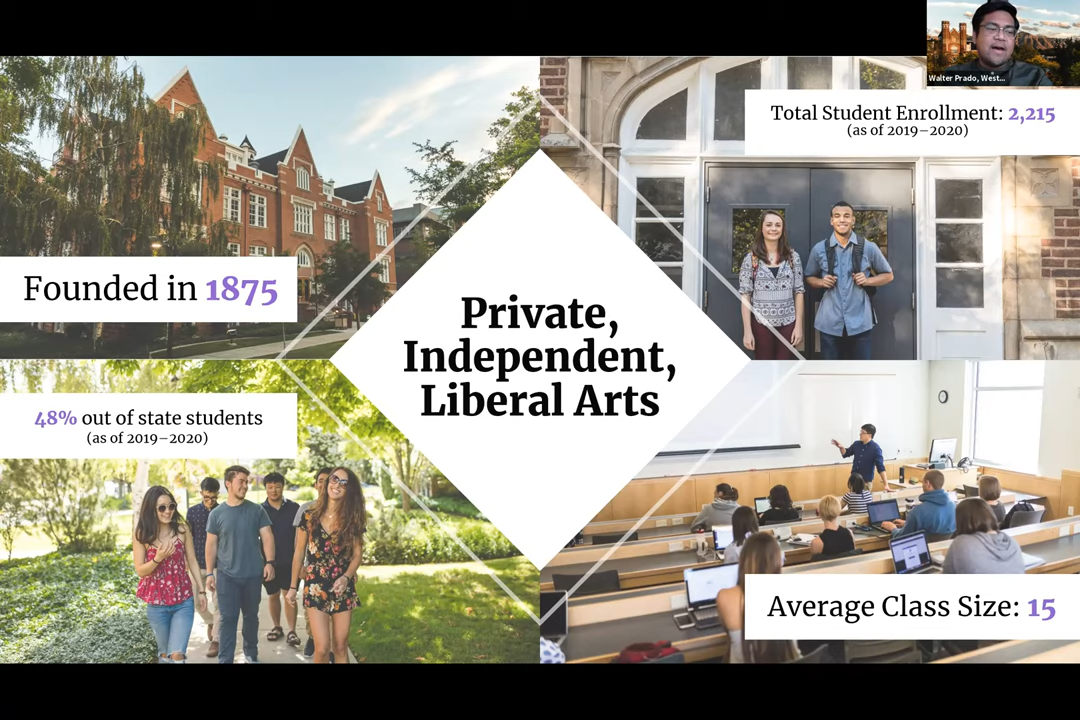 Walter Prado, West...
Total Student Enrollment: 2,215
(as of 2019–2020)
Founded in 1875
Private,
Independent,
Liberal Arts
48% out of state students
(as of 2019–2020)
Average Class Size: 15